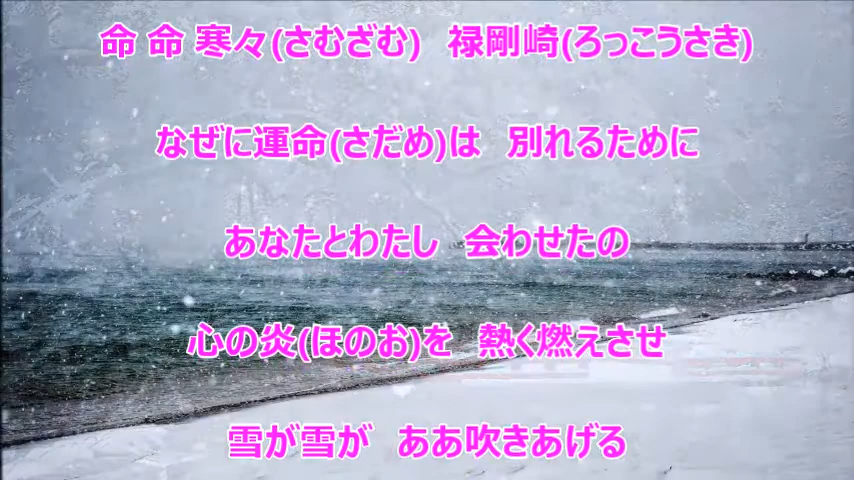 命 命 寒々(さむざむ)　禄剛崎(ろっこうさき)
なぜに運命(さだめ)は　別れるために
あなたとわたし　会わせたの
心の炎(ほのお)を　熱く燃えさせ
雪が雪が　ああ吹きあげる